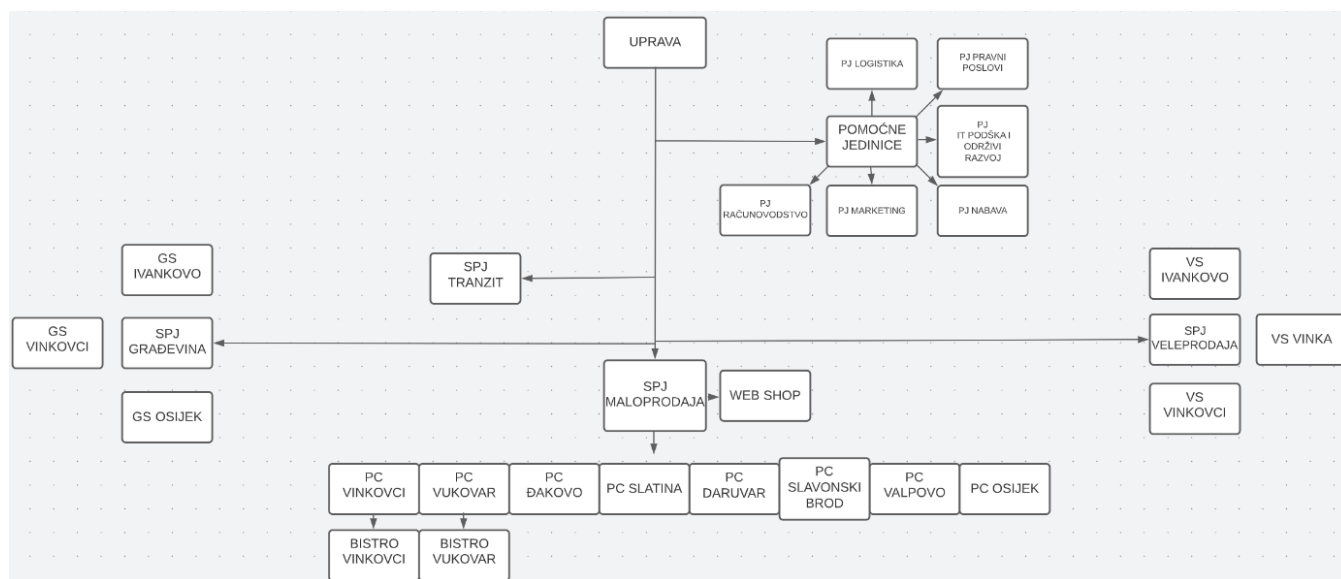 UPRAVA
PJ LOGISTIKA
PJ PRAVNI
POSLOVI
POMOĆNE
JEDINICE
PJ
IT PODŠKA I
ODRŽIVI
RAZVOJ
PJ
RAČUNOVODSTVO
PJ MARKETING
PJ NABAVA
GS
IVANKOVO
SPJ
TRANZIT
VS
IVANKOVO
GS
VINKOVCI
SPJ
GRAĐEVINA
SPJ
VELEPRODAJA
VS VINKA
GS OSIJEK
SPJ
MALOPRODAJA
WEB SHOP
VS
VINKOVCI
PC
VINKOVCI
PC
VUKOVAR
PC
ĐAKOVO
PC SLATINA
PC
DARUVAR
PC
SLAVONSKI
BROD
PC
VALPOVO
PC OSIJEK
BISTRO
VINKOVCI
BISTRO
VUKOVAR